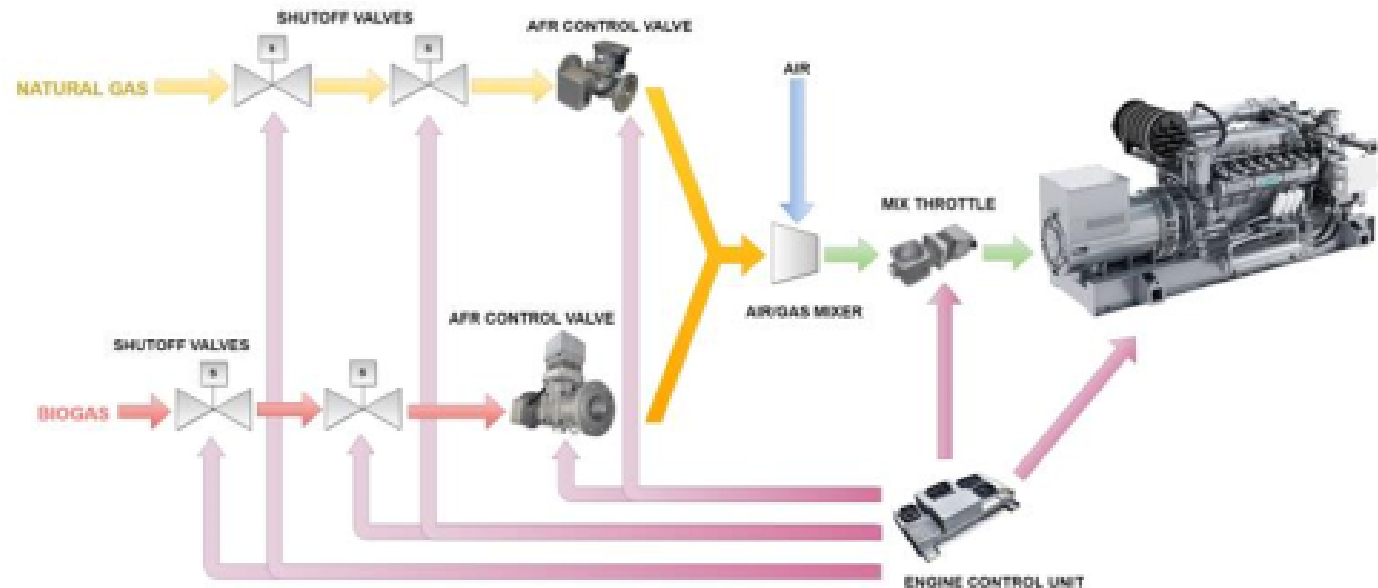 SHUTOFF VALVES
AFR CONTROL VALVE
S
S
AIR
NATURAL GAS
MIX THROTTLE
AIR/GAS MIXER
AFR CONTROL VALVE
SHUTOFF VALVES
S
S
BIOGAS
ENGINE CONTROL UNIT